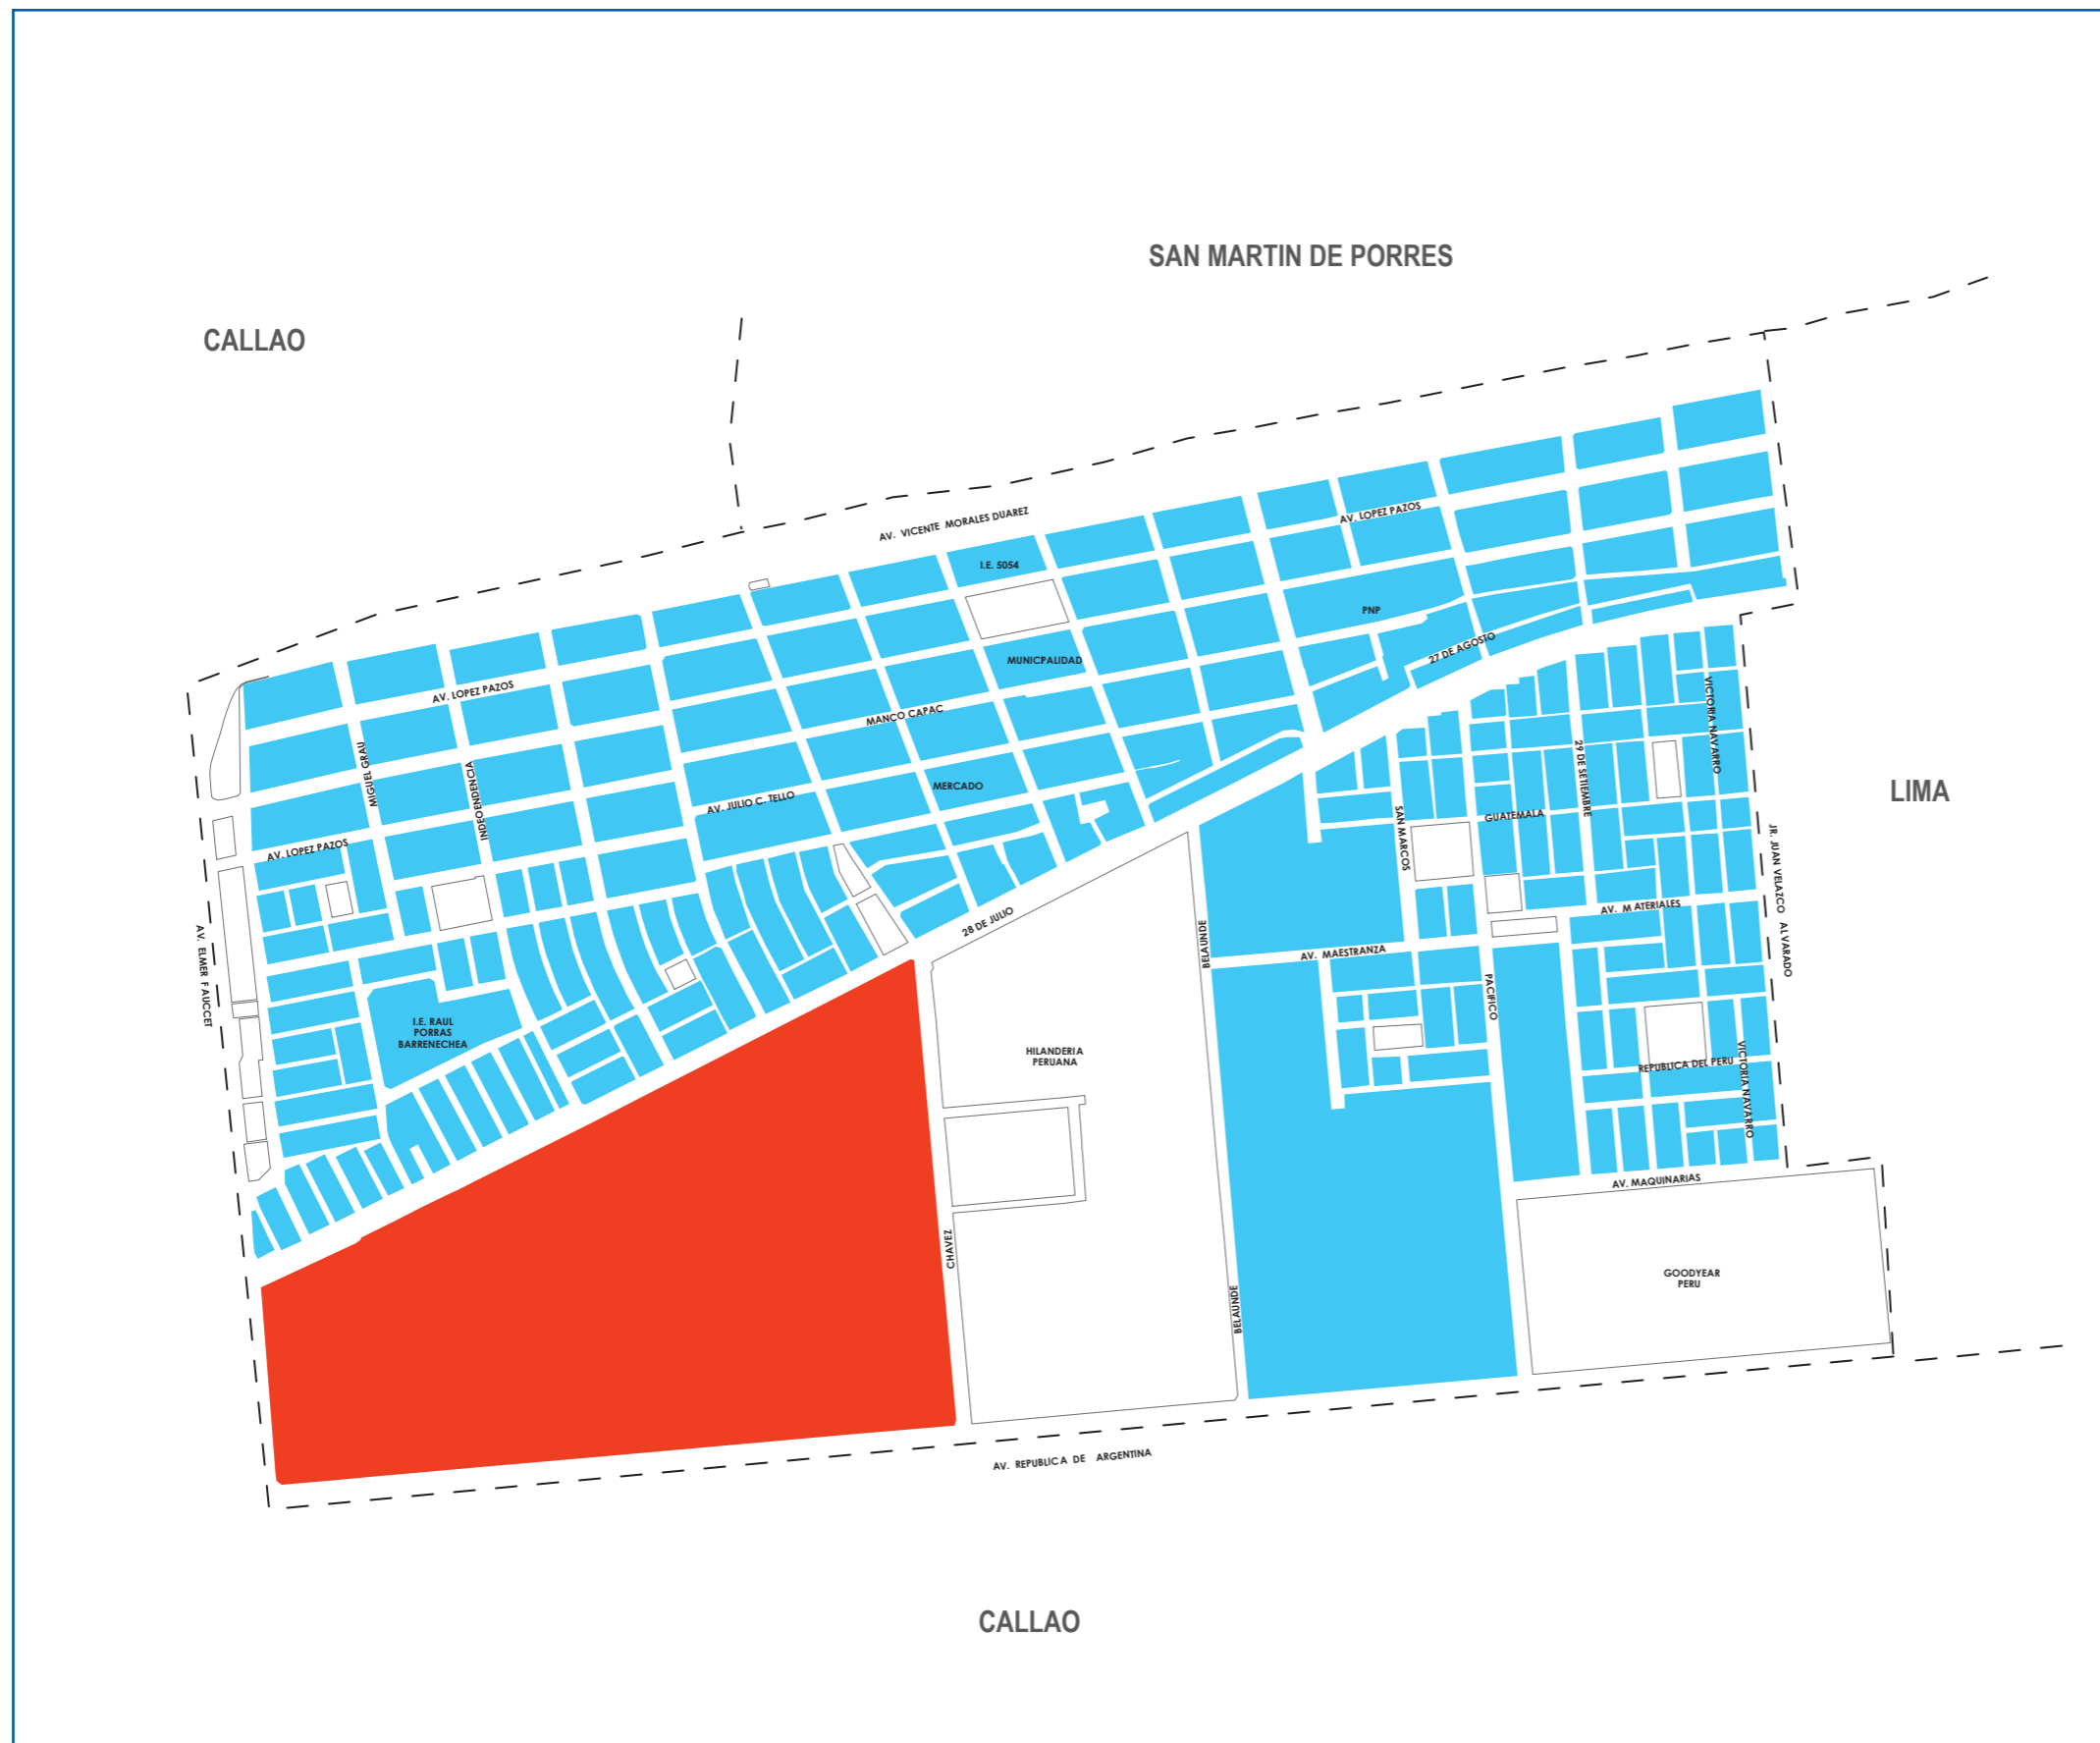 SAN MARTIN DE PORRES
CALLAO
AV. VICENTE MORALES DUAREZ
AV. LOPEZ PAZOS
I.E. 5054
PNP
27 DE AGOSTO
MUNICPALIDAD
AV. LOPEZ PAZOS
MANCO CAPAC
MIGUEL GRAU
INDEOENDENCIA
VICTORIA NAVARRO
29 DE SETIEMBRE
MERCADO
LIMA
AV. JULIO C. TELLO
SAN MARCOS
GUATEMALA
AV. LOPEZ PAZOS
JR. JUAN VELAZCO ALVARADO
AV. M ATERIALES
28 DE JULIO
BELAUNDE
AV. MAESTRANZA
AV. ELMER F AUCCET
PACIFICO
I.E. RAUL
PORRAS
BARRENECHEA
HILANDERIA
PERUANA
REPUBLICA DEL PERU
VICTORIA NAVARRO
AV. MAQUINARIAS
CHAVEZ
GOODYEAR
PERU
BELAUNDE
AV. REPUBLICA DE ARGENTINA
CALLAO